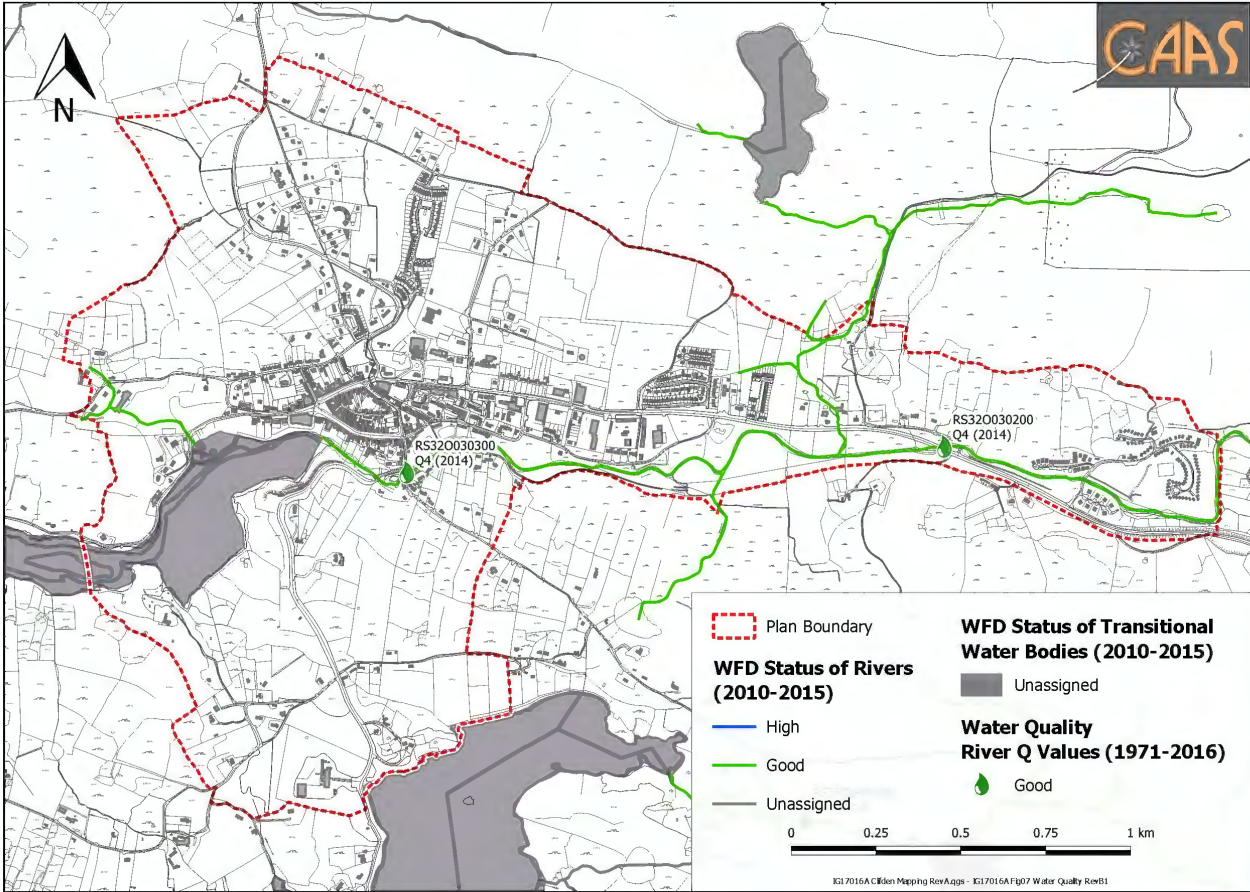 CAAS
N
RS32O030300
Q4 (2014)
RS32O030200
Q4 (2014)
Plan Boundary
WFD Status of Rivers
(2010-2015)
High
Good
Unassigned
WFD Status of Transitional
Water Bodies (2010-2015)
Unassigned
Water Quality
River Q Values (1971-2016)
Good
0 0.25 0.5 0.75 1 km
IG17016A Clifden Mapping RevA.qgs - IG17016A Fig07 Water Quality RevB1